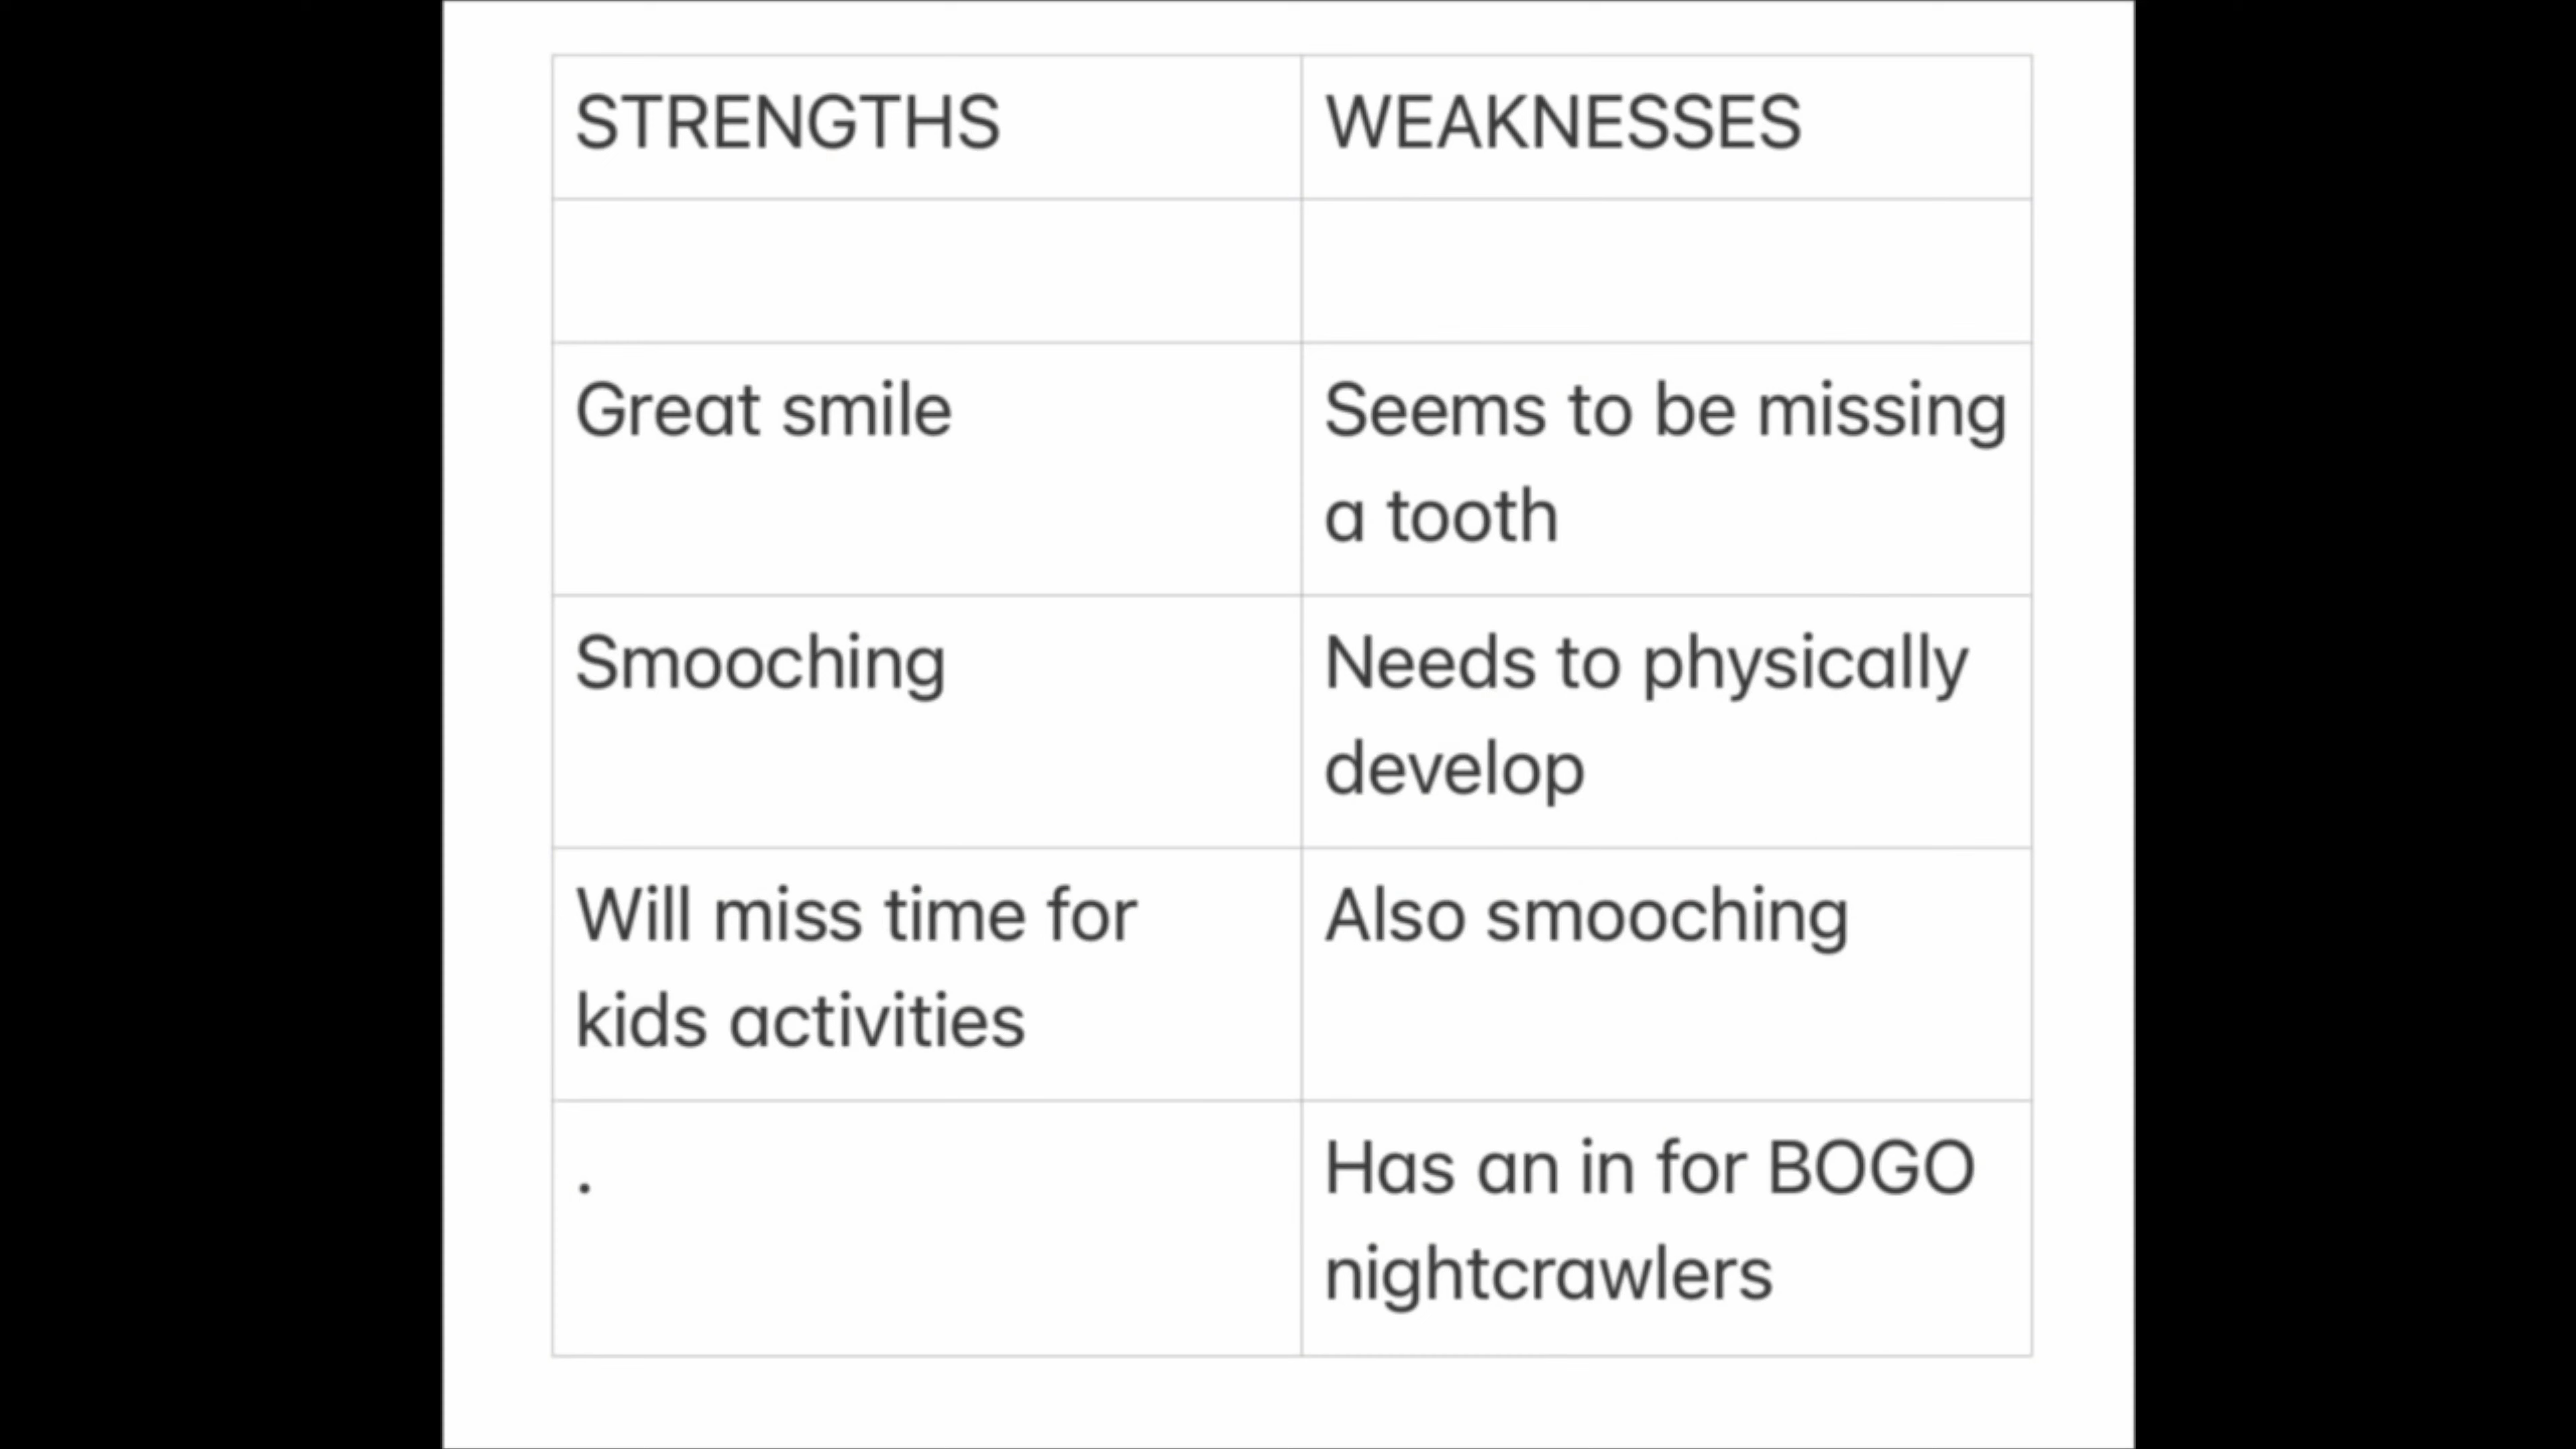 STRENGTHS
WEAKNESSES
Great smile
Seems to be missing
a tooth
Smooching
Needs to physically
develop
Will miss time for
kids activities
Also smooching
.
Has an in for BOGO
nightcrawlers